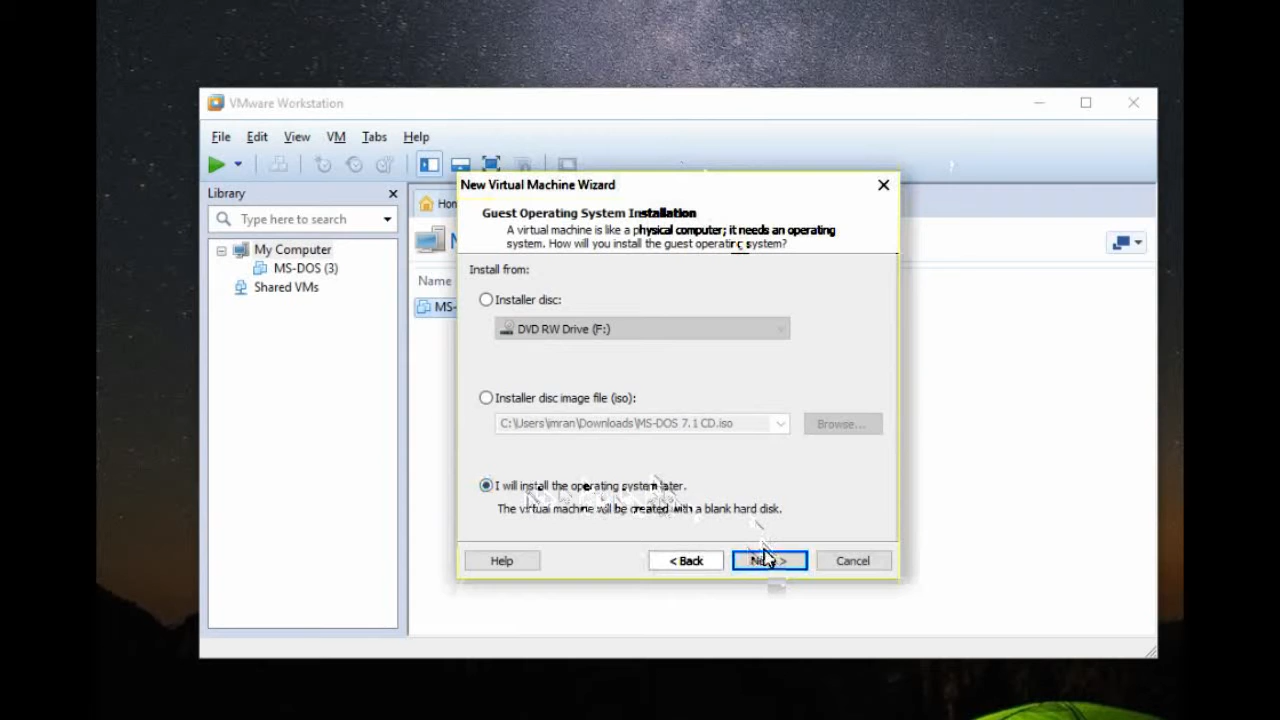 VMware Workstation
File Edit View VM Tabs Help
Library
Type here to search
My Computer
MS-DOS (3)
Shared VMs
Name
New Virtual Machine Wizard
Guest Operating System Installation
A virtual machine is like a physical computer; it needs an operating
system. How will you install the guest operating system?
Install from:
Installer disc:
DVD RW Drive (F:)
Installer disc image file (iso):
C:\Users\imran\Downloads\MS-DOS 7.1 CD.iso
Browse...
I will install the operating system later.
The virtual machine will be created with a blank hard disk.
Help < Back Next > Cancel